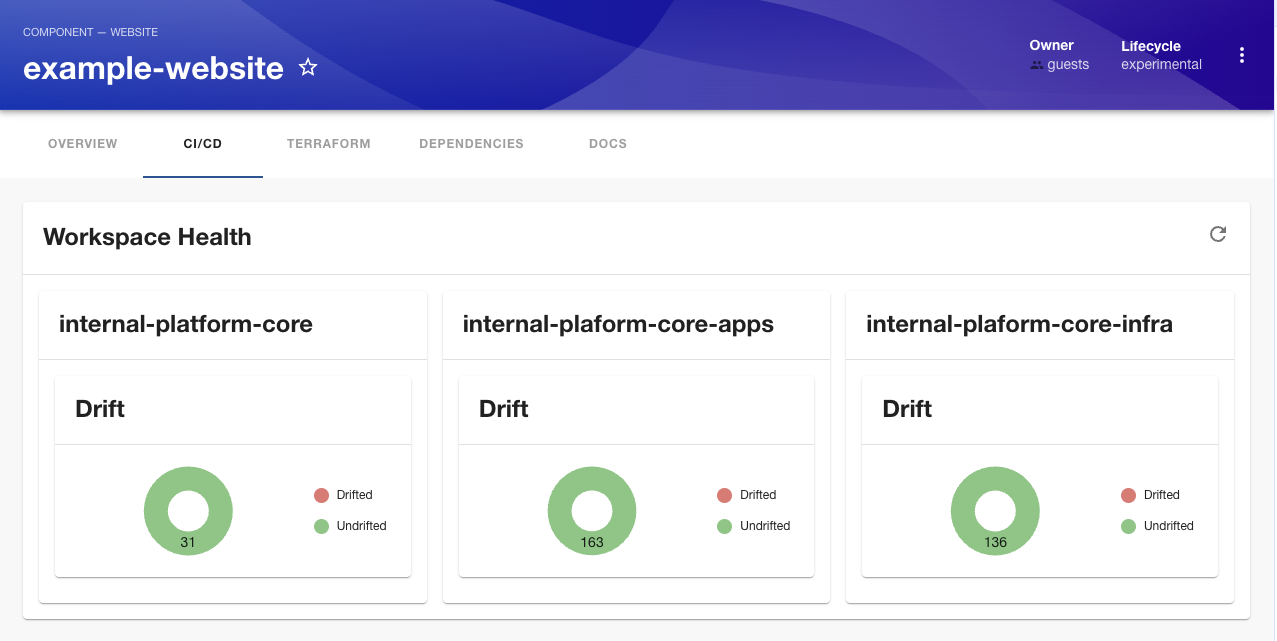 COMPONENT — WEBSITE
example-website
Owner
guests
Lifecycle
experimental
OVERVIEW
CI/CD
TERRAFORM
DEPENDENCIES
DOCS
Workspace Health
internal-platform-core
Drift
31
Drifted
Undrifted
internal-plaform-core-apps
Drift
163
Drifted
Undrifted
internal-plaform-core-infra
Drift
136
Drifted
Undrifted